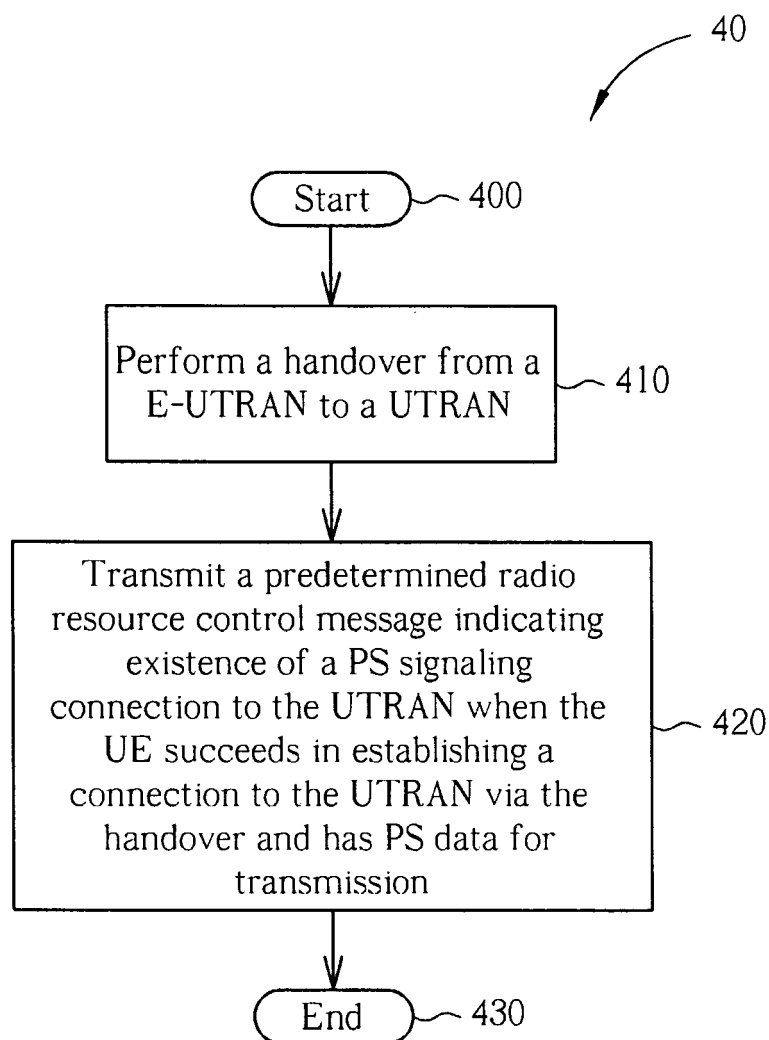 40
Start
400
Perform a handover from a
E-UTRAN to a UTRAN
410
Transmit a predetermined radio
resource control message indicating
existence of a PS signaling
connection to the UTRAN when the
UE succeeds in establishing a
connection to the UTRAN via the
handover and has PS data for
transmission
420
End
430